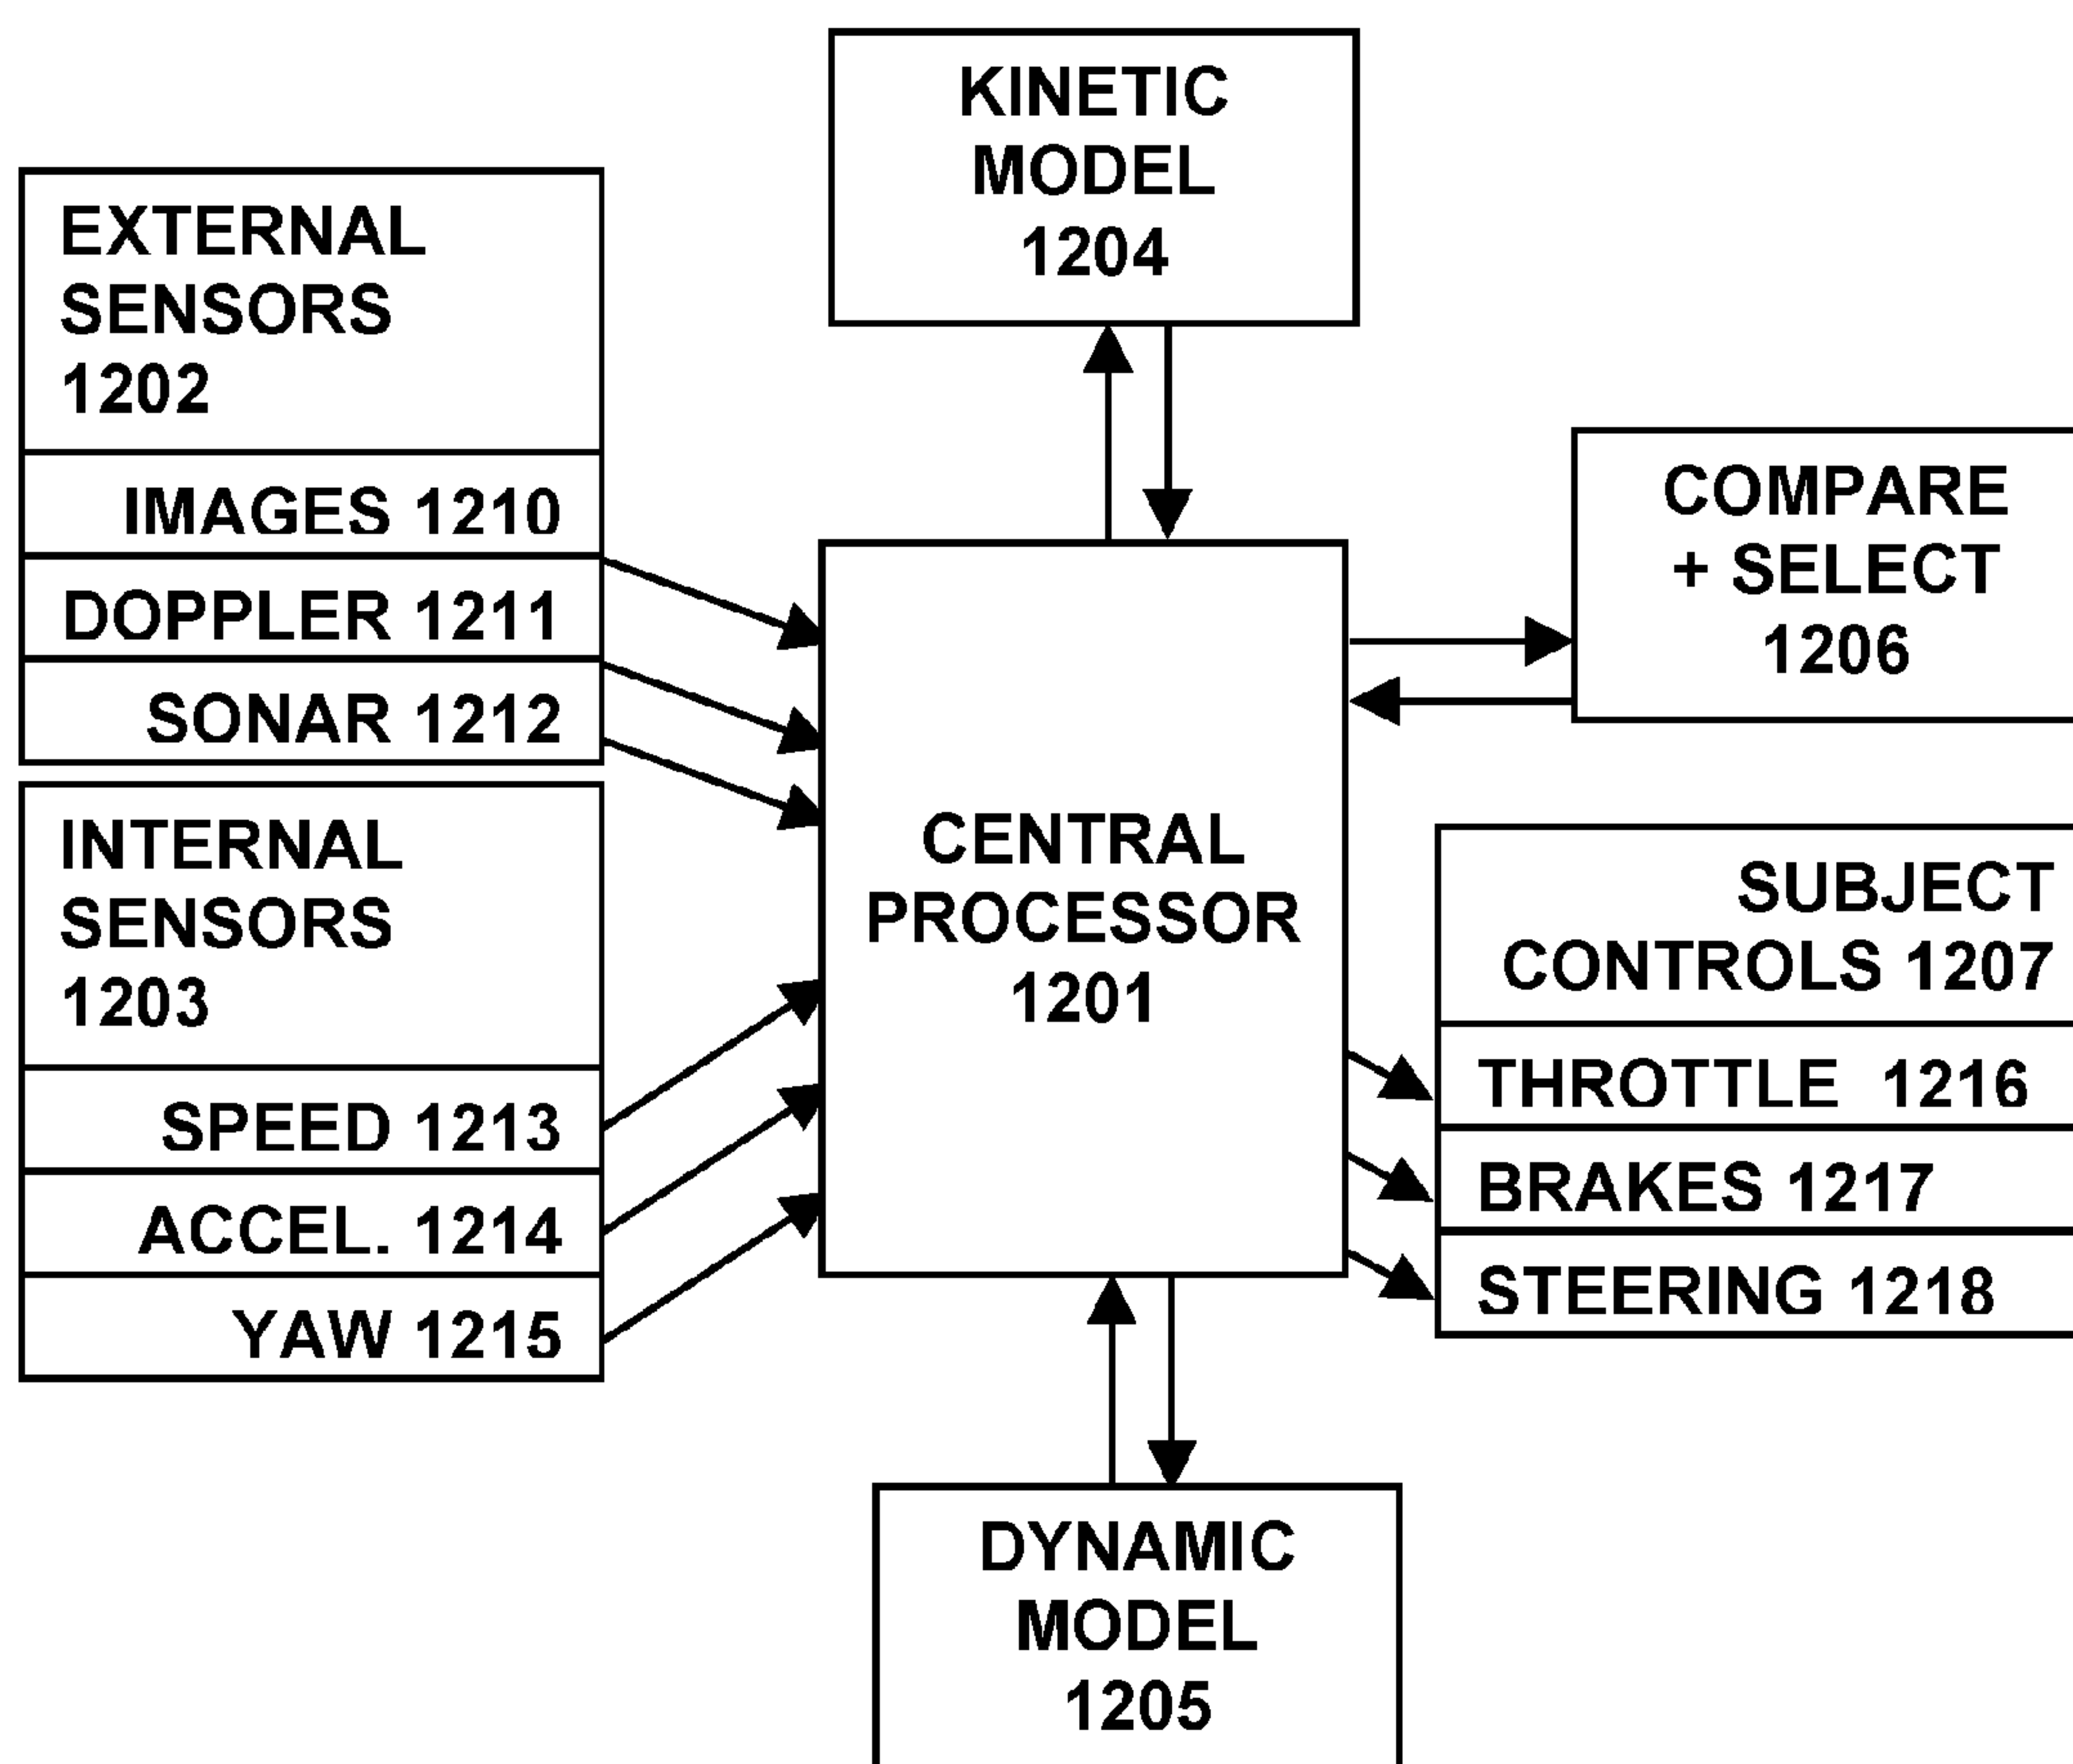 KINETIC
MODEL
1204
EXTERNAL
SENSORS
1202
IMAGES 1210
DOPPLER 1211
SONAR 1212
INTERNAL
SENSORS
1203
SPEED 1213
ACCEL. 1214
YAW 1215
CENTRAL
PROCESSOR
1201
COMPARE
+ SELECT
1206
SUBJECT
CONTROLS 1207
THROTTLE 1216
BRAKES 1217
STEERING 1218
DYNAMIC
MODEL
1205